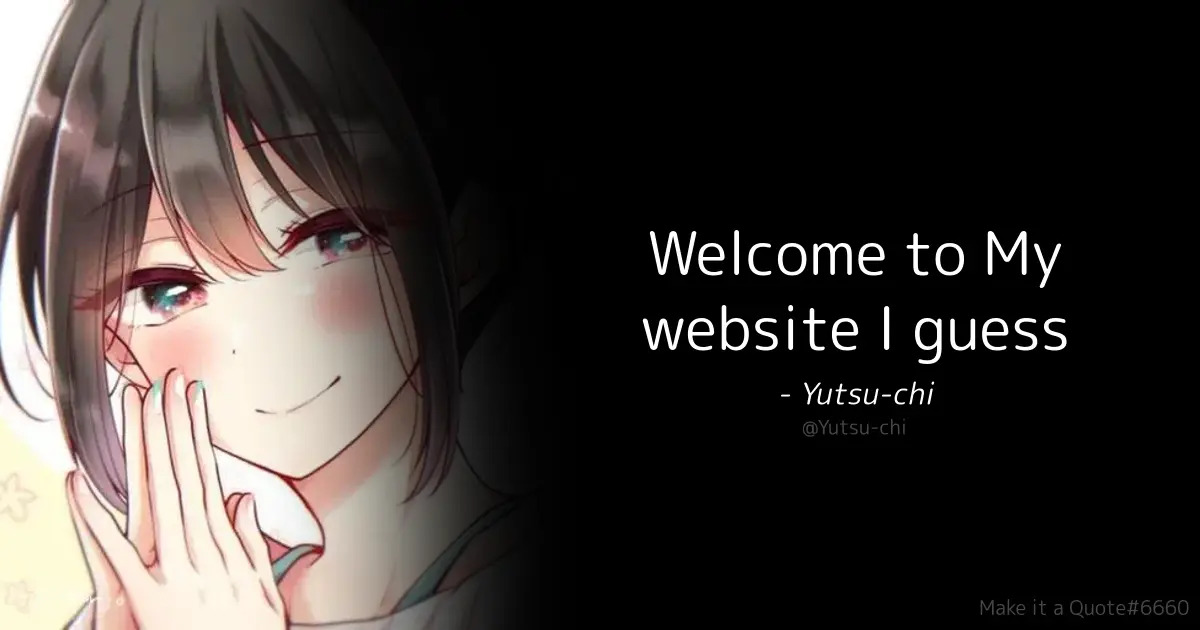 Welcome to My
website I guess
- Yutsu-chi
@Yutsu-chi
Make it a Quote#6660